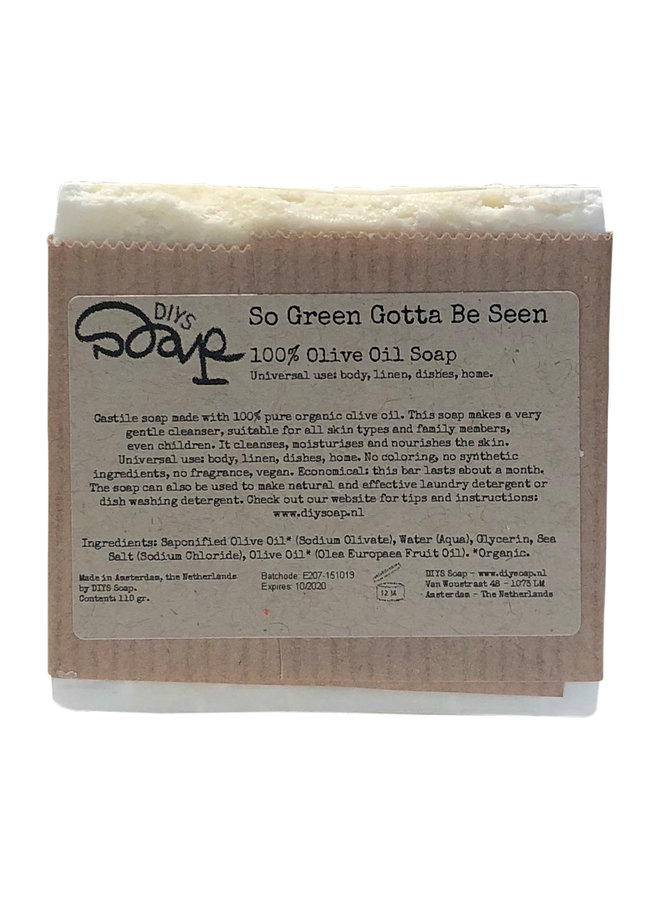 DIYS
Soap
So Green Gotta Be Seen
100% Olive Oil Soap
Universal use: body, linen, dishes, home.
Castile soap made with 100% pure organic olive oil. This soap makes a very
gentle cleanser, suitable for all skin types and family members,
even children. It cleanses, moisturises and nourishes the skin.
Universal use: body, linen, dishes, home. No coloring, no synthetic
ingredients, no fragrance, vegan. Economical: this bar lasts about a month.
The soap can also be used to make natural and effective laundry detergent or
dish washing detergent. Check out our website for tips and instructions:
www.diysoap.nl
Ingredients: Saponified Olive Oil* (Sodium Olivate), Water (Aqua), Glycerin, Sea
Salt (Sodium Chloride), Olive Oil* (Olea Europaea Fruit Oil). *Organic.
Made in Amsterdam, the Netherlands
by DIYS Soap.
Content: 110 gr.
Batchode: E207-151019
Expires: 10/2020
12 M
DIYS Soap - www.diysoap.nl
Van Woustraat 48 - 1073 LM
Amsterdam - The Netherlands